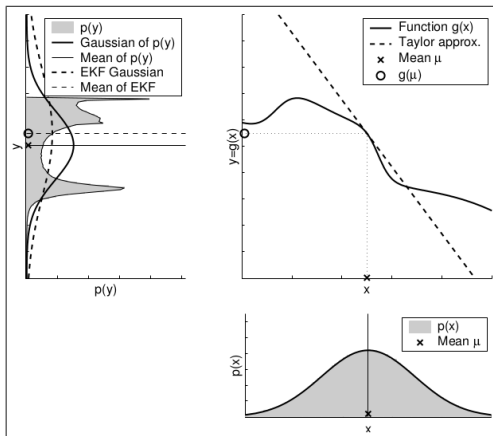 p(y)
Gaussian of p(y)
Mean of p(y)
EKF Gaussian
Mean of EKF
y
p(y)
Function g(x)
Taylor approx.
Mean μ
g(μ)
y=g(x)
x
p(x)
Mean μ
p(x)
x